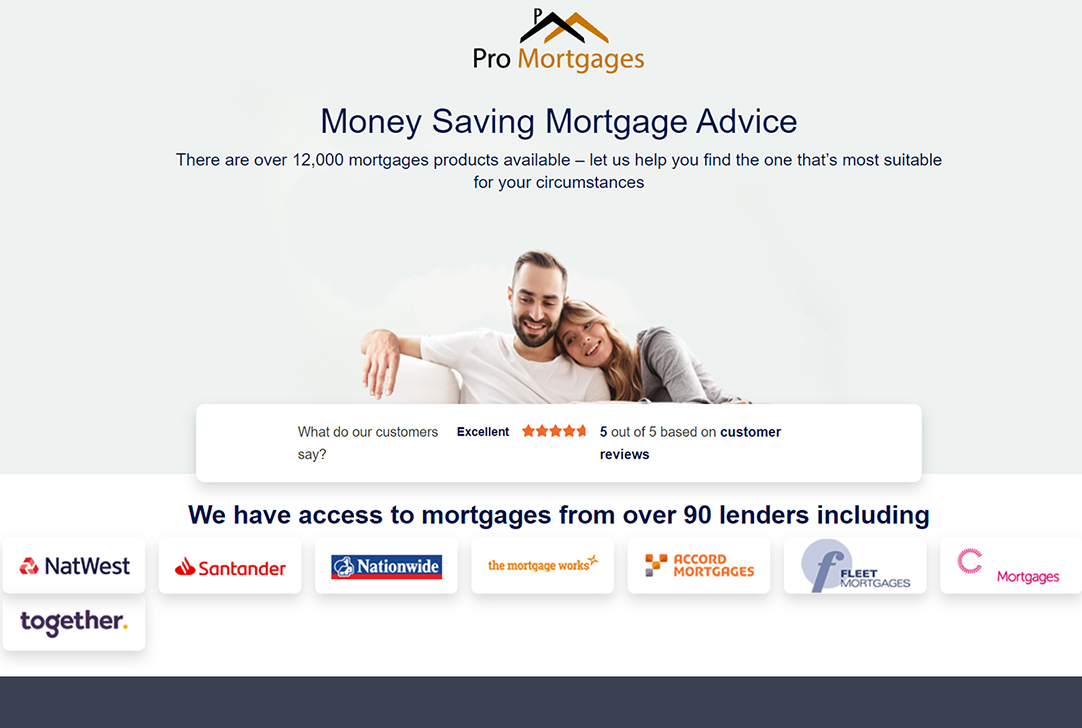 P
Pro Mortgages
Money Saving Mortgage Advice
There are over 12,000 mortgages products available – let us help you find the one that's most suitable
for your circumstances
What do our customers
say?
Excellent
5 out of 5 based on customer
reviews
We have access to mortgages from over 90 lenders including
NatWest
Santander
Nationwide
the mortgage works
ACCORD
MORTGAGES
f
FLEET
MORTGAGES
C
Mortgages
together.